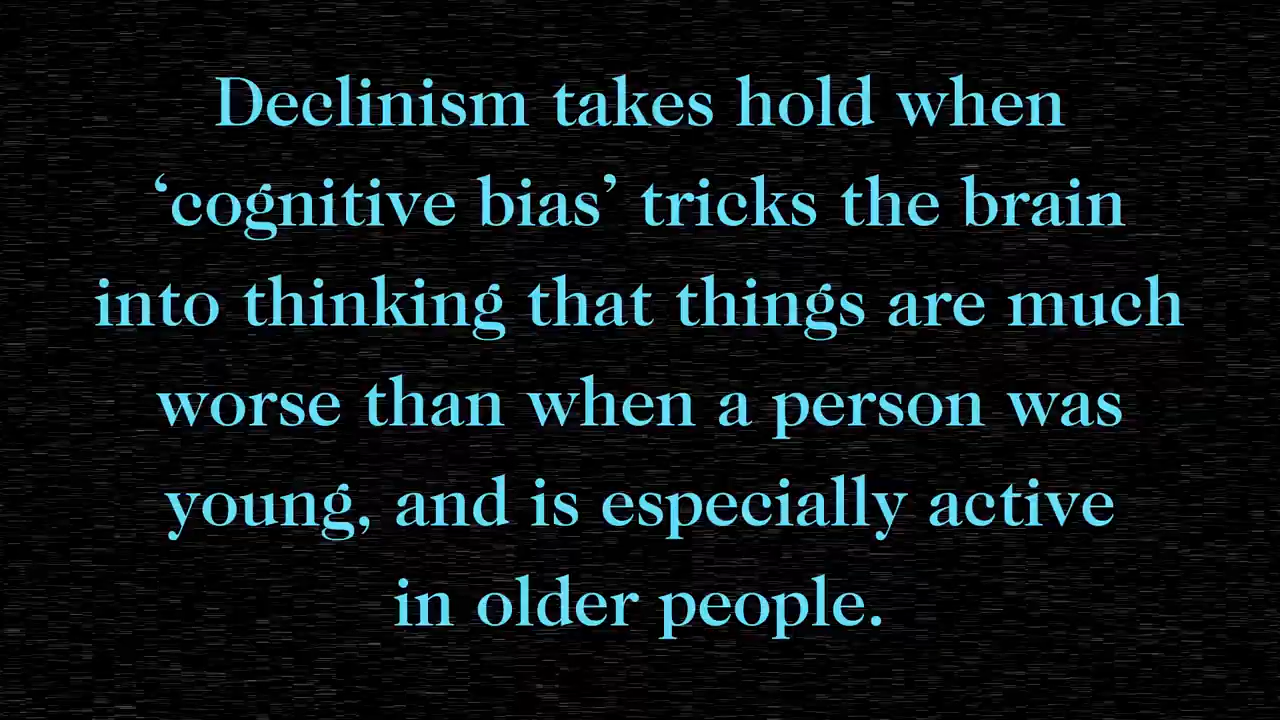 Declinism takes hold when
‘cognitive bias’ tricks the brain
into thinking that things are much
worse than when a person was
young, and is especially active
in older people.